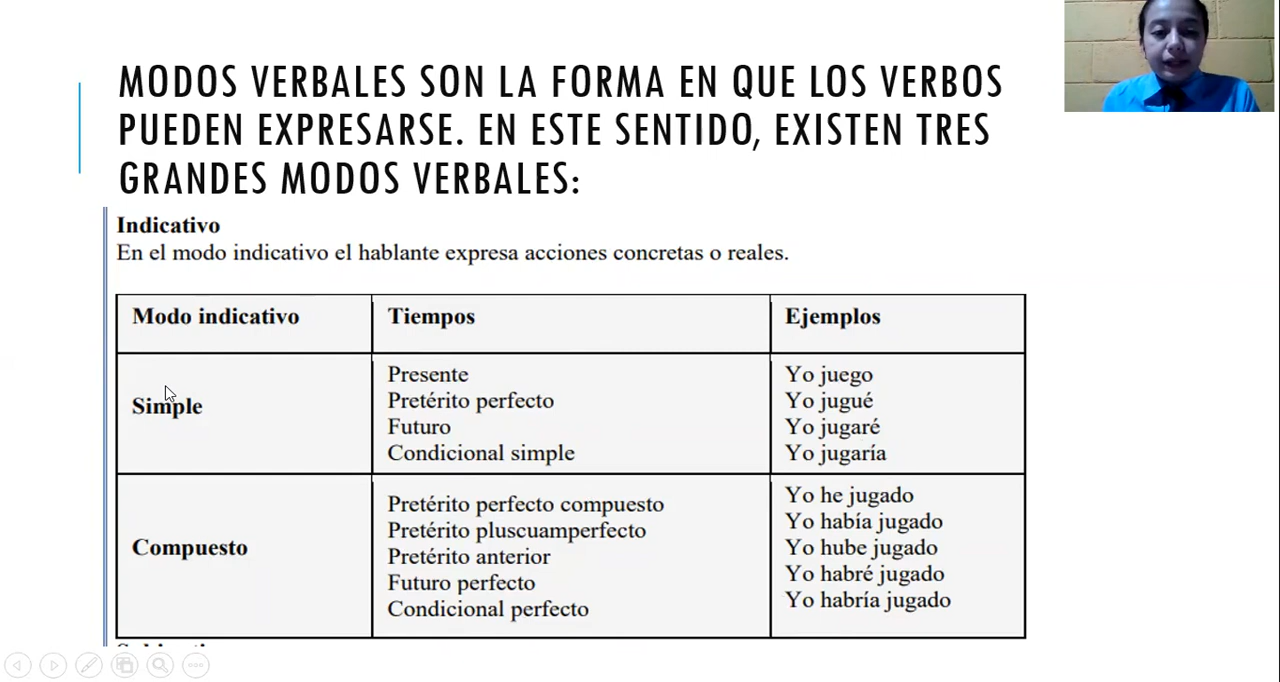 MODOS VERBALES SON LA FORMA EN QUE LOS VERBOS
PUEDEN EXPRESARSE. EN ESTE SENTIDO, EXISTEN TRES
GRANDES MODOS VERBALES:
Indicativo
En el modo indicativo el hablante expresa acciones concretas o reales.
Modo indicativo Tiempos Ejemplos
Simple
Presente Yo juego
Pretérito perfecto Yo jugué
Futuro Yo jugaré
Condicional simple Yo jugaría
Compuesto
Pretérito perfecto compuesto Yo he jugado
Pretérito pluscuamperfecto Yo había jugado
Pretérito anterior Yo hube jugado
Futuro perfecto Yo habré jugado
Condicional perfecto Yo habría jugado